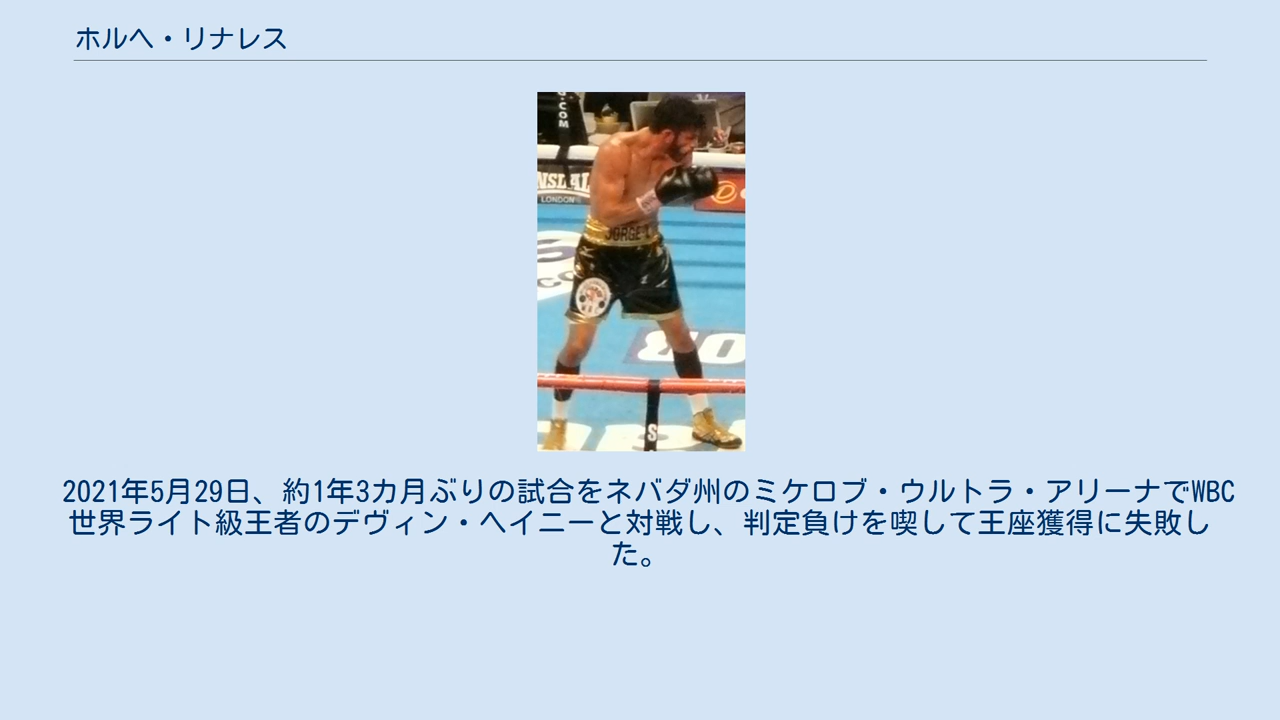 ホルヘ・リナレス
G.COM
NSDAL
LONDON
JORGE L
S
2021年5月29日、約1年3カ月ぶりの試合をネバダ州のミケロブ・ウルトラ・アリーナでWBC
世界ライト級王者のデヴィン・ヘイニーと対戦し、判定負けを喫して王座獲得に失敗し
た。